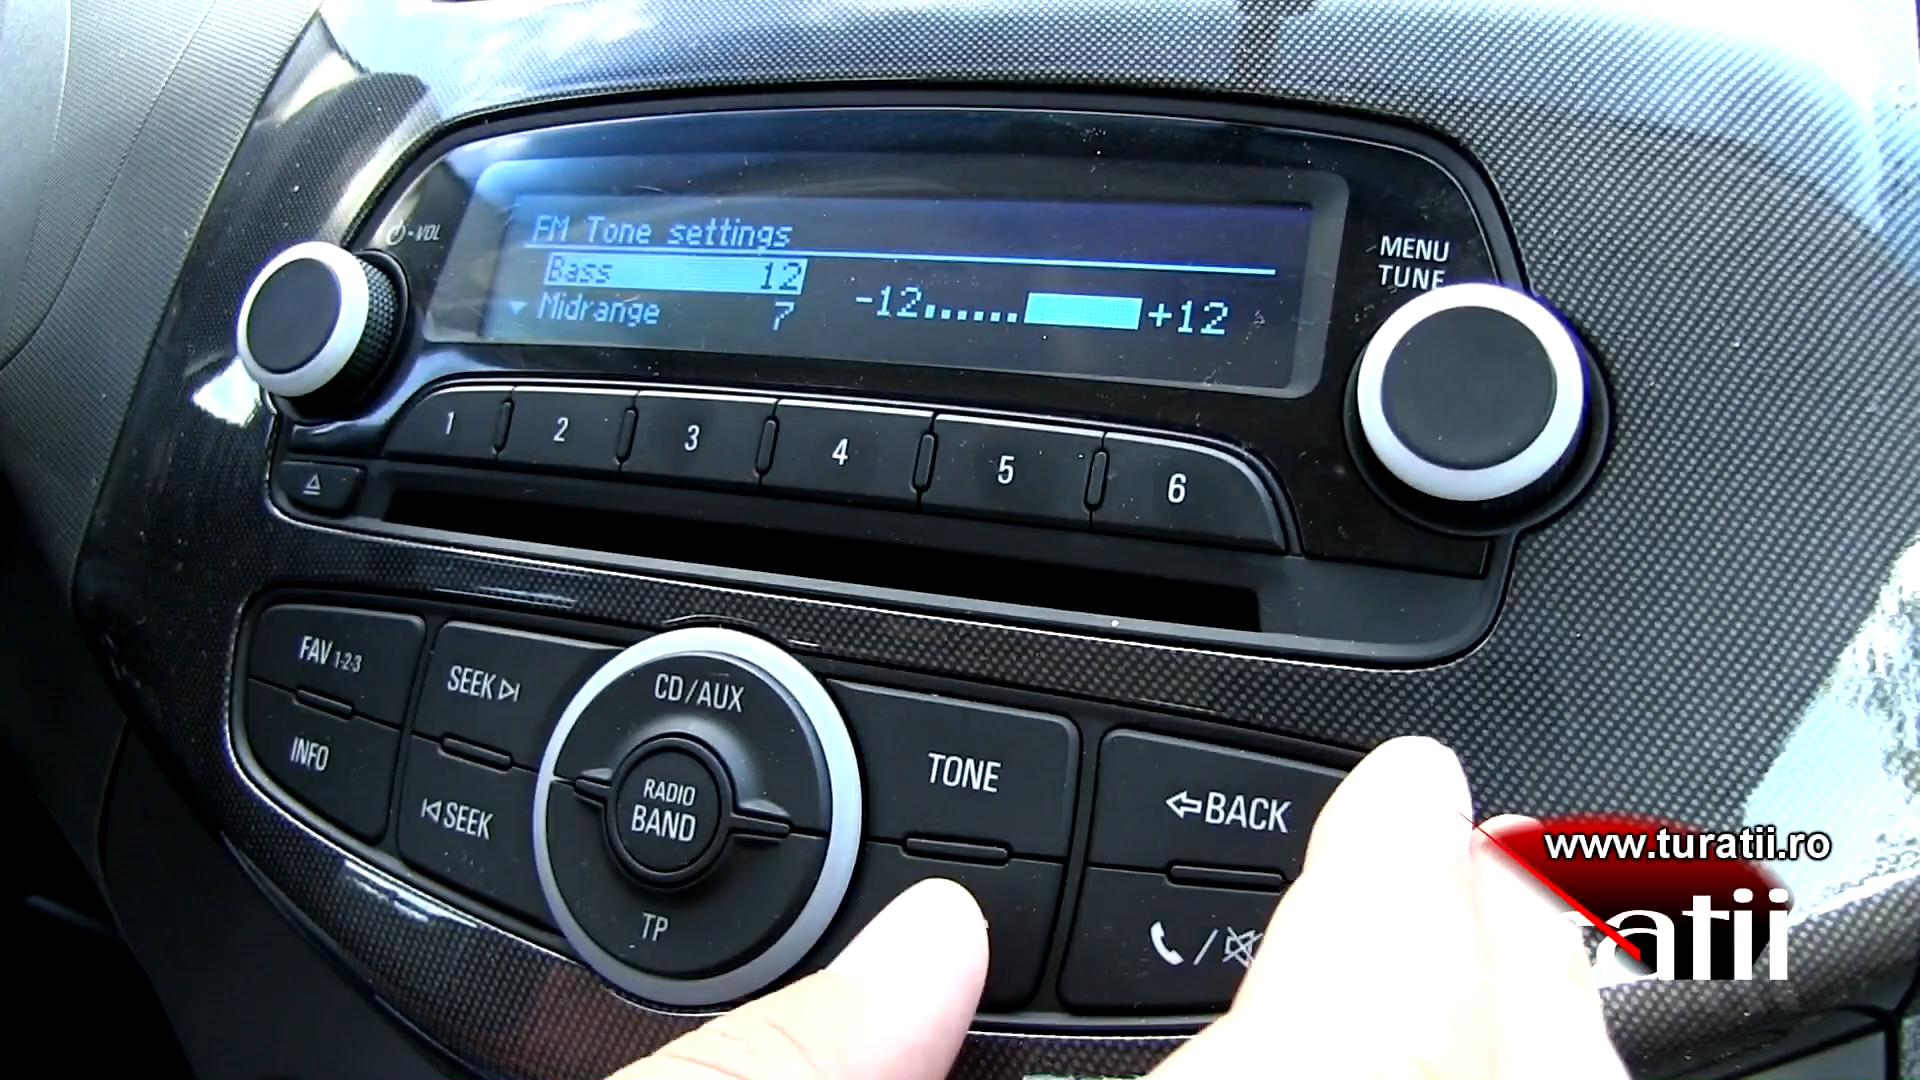 VOL
FM Tone settings
Bass 12
Midrange 7
-12 +12
MENU
TUNE
1 2 3 4 5 6
FAV 1-2-3
INFO
SEEK
SEEK
CD/AUX
RADIO
BAND
TP
TONE
BACK
/
www.turatii.ro
ratii